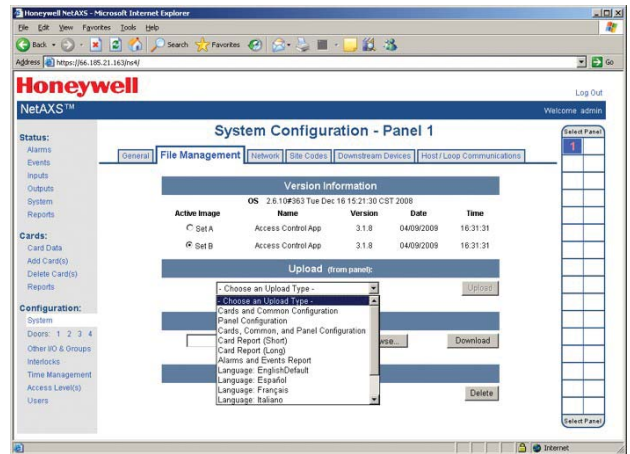 Honeywell NetAXS - Microsoft Internet Explorer
File Edit View Favorites Tools Help
Back Search Favorites
Address https://66.185.21.163/ns4/ Go
Honeywell
Log Out
NetAXS™ Welcome admin
System Configuration - Panel 1
General File Management Network Site Codes Downstream Devices Host/Loop Communications
Select Panel
1
Status:
Alarms
Events
Inputs
Outputs
System
Reports
Cards:
Card Data
Add Card(s)
Delete Card(s)
Reports
Configuration:
System
Doors: 1 2 3 4
Other I/O & Groups
Interlocks
Time Management
Access Level(s)
Users
Version Information
OS 2.6.10#363 Tue Dec 16 15:21:30 CST 2008
Active Image Name Version Date Time
Set A Access Control App 3.1.8 04/09/2009 16:31:31
Set B Access Control App 3.1.8 04/09/2009 16:31:31
Upload (from panel):
- Choose an Upload Type - Upload
- Choose an Upload Type -
Cards and Common Configuration
Panel Configuration
Cards, Common, and Panel Configuration
Card Report (Short)
Card Report (Long)
Alarms and Events Report
Language: EnglishDefault
Language: Español
Language: Français
Language: Italiano
wse... Download
Delete
Select Panel
Internet